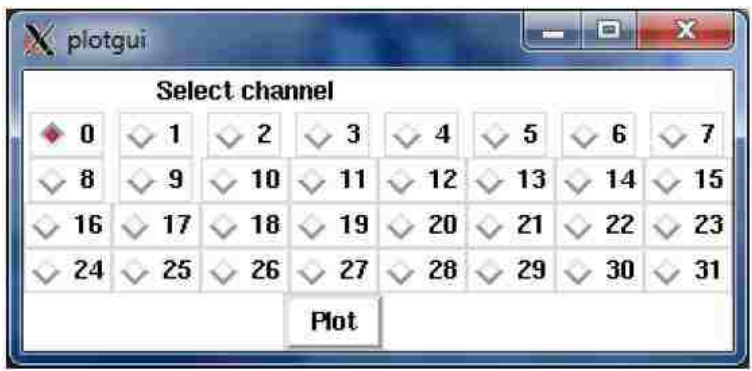 plotgui
Select channel
0 1 2 3 4 5 6 7
8 9 10 11 12 13 14 15
16 17 18 19 20 21 22 23
24 25 26 27 28 29 30 31
Plot